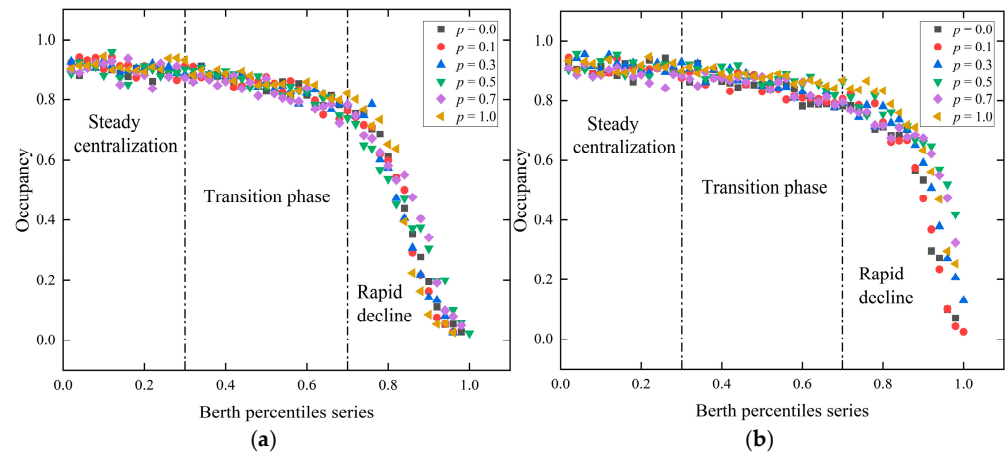 1.0
0.8
0.6
0.4
0.2
0.0
Occupancy
Steady
centralization
Transition phase
Rapid
decline
p = 0.0
p = 0.1
p = 0.3
p = 0.5
p = 0.7
p = 1.0
0.0 0.2 0.4 0.6 0.8 1.0
Berth percentiles series
(a)
1.0
0.8
0.6
0.4
0.2
0.0
Occupancy
Steady
centralization
Transition phase
Rapid
decline
p = 0.0
p = 0.1
p = 0.3
p = 0.5
p = 0.7
p = 1.0
0.0 0.2 0.4 0.6 0.8 1.0
Berth percentiles series
(b)